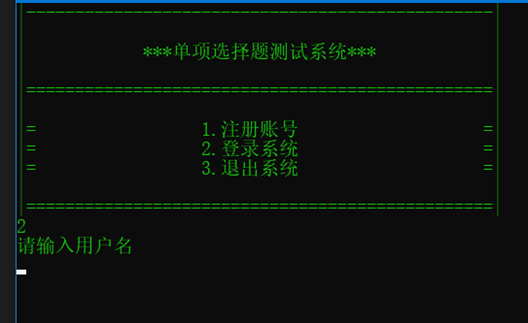 ------------------------------------------------
***单项选择题测试系统***
================================================
= 1.注册账号 =
= 2.登录系统 =
= 3.退出系统 =
================================================
2
请输入用户名